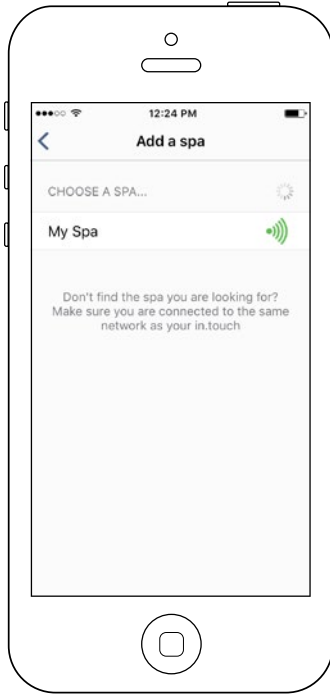 12:24 PM
Add a spa
CHOOSE A SPA...
My Spa
Don't find the spa you are looking for?
Make sure you are connected to the same
network as your in.touch